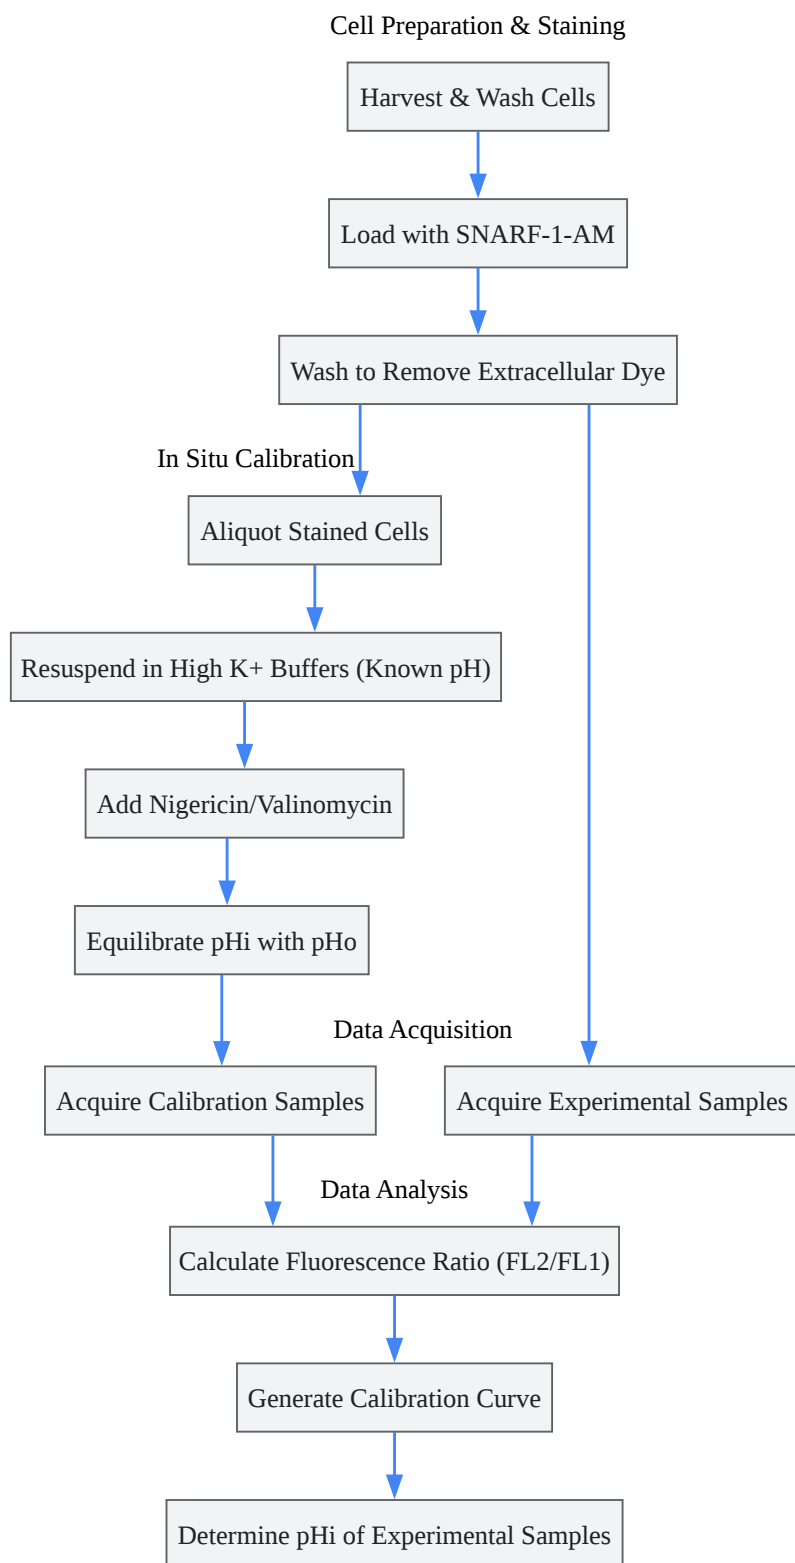 Cell Preparation & Staining
Harvest & Wash Cells
Load with SNARF-1-AM
Wash to Remove Extracellular Dye
In Situ Calibration
Aliquot Stained Cells
Resuspend in High K+ Buffers (Known pH)
Add Nigericin/Valinomycin
Equilibrate pHi with pHo
Data Acquisition
Acquire Calibration Samples
Acquire Experimental Samples
Data Analysis
Calculate Fluorescence Ratio (FL2/FL1)
Generate Calibration Curve
Determine pHi of Experimental Samples